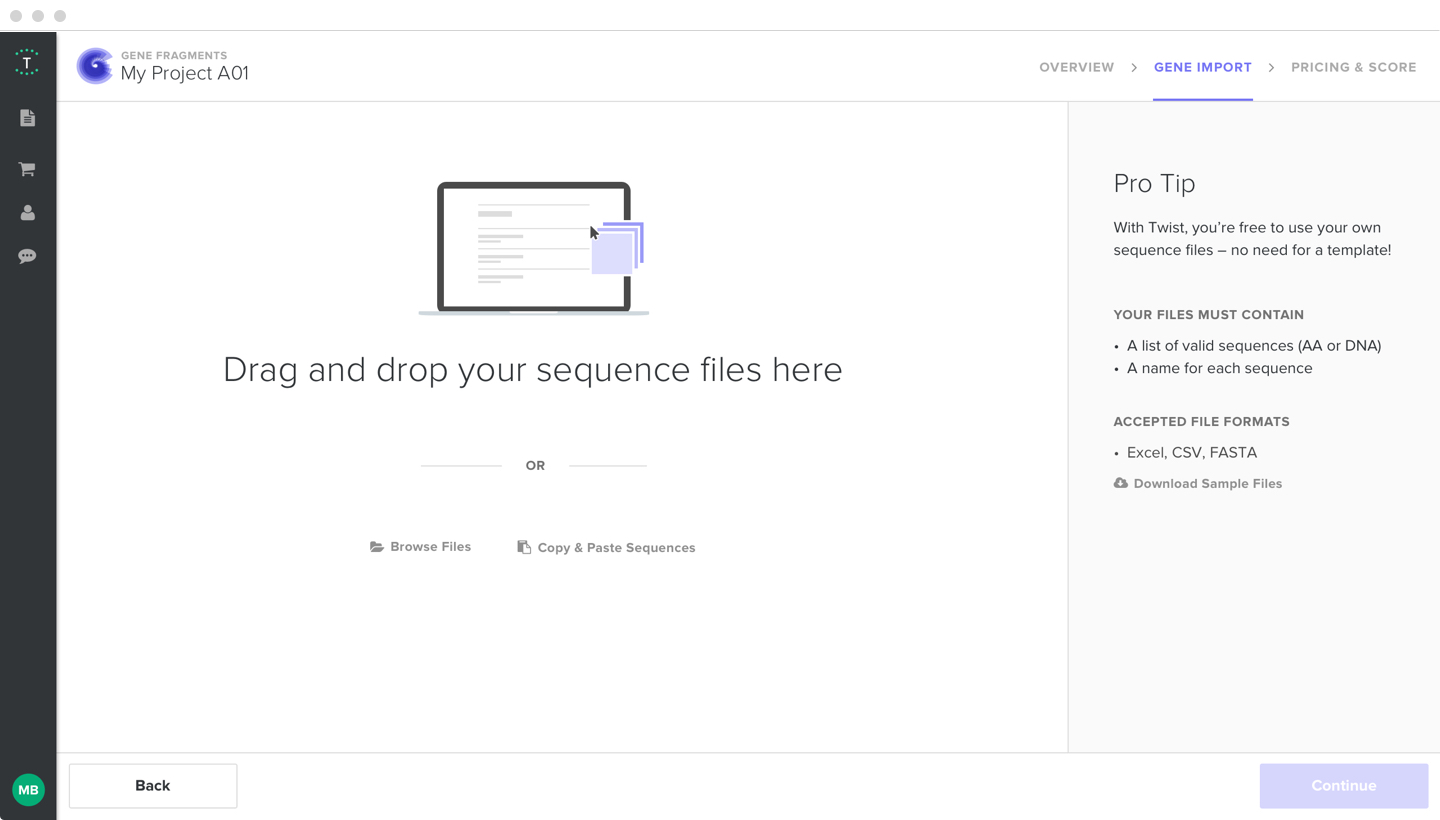 T
GENE FRAGMENTS
My Project A01
OVERVIEW > GENE IMPORT > PRICING & SCORE
Drag and drop your sequence files here
OR
Browse Files
Copy & Paste Sequences
Pro Tip
With Twist, you’re free to use your own
sequence files – no need for a template!
YOUR FILES MUST CONTAIN
• A list of valid sequences (AA or DNA)
• A name for each sequence
ACCEPTED FILE FORMATS
• Excel, CSV, FASTA
Download Sample Files
MB
Back
Continue